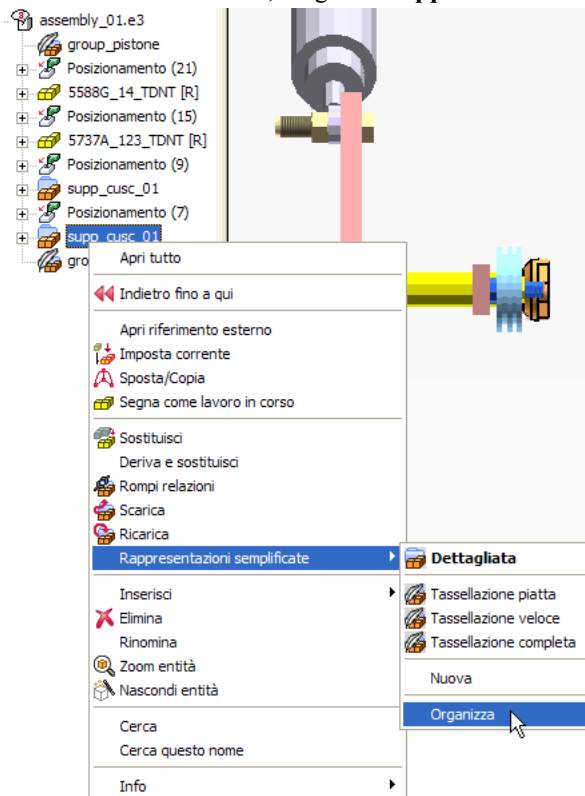 assembly_01.e3
group_pistone
Posizionamento (21)
5588G_14_TDNT [R]
Posizionamento (15)
5737A_123_TDNT [R]
Posizionamento (9)
supp_cusc_01
Posizionamento (7)
supp_cusc_01
gro
Apri tutto
Indietro fino a qui
Apri riferimento esterno
Imposta corrente
Sposta/Copia
Segna come lavoro in corso
Sostituisci
Deriva e sostituisci
Rompi relazioni
Scarica
Ricarica
Rappresentazioni semplificate
Dettagliata
Tassellazione piatta
Tassellazione veloce
Tassellazione completa
Nuova
Organizza
Inserisci
Elimina
Rinomina
Zoom entità
Nascondi entità
Cerca
Cerca questo nome
Info